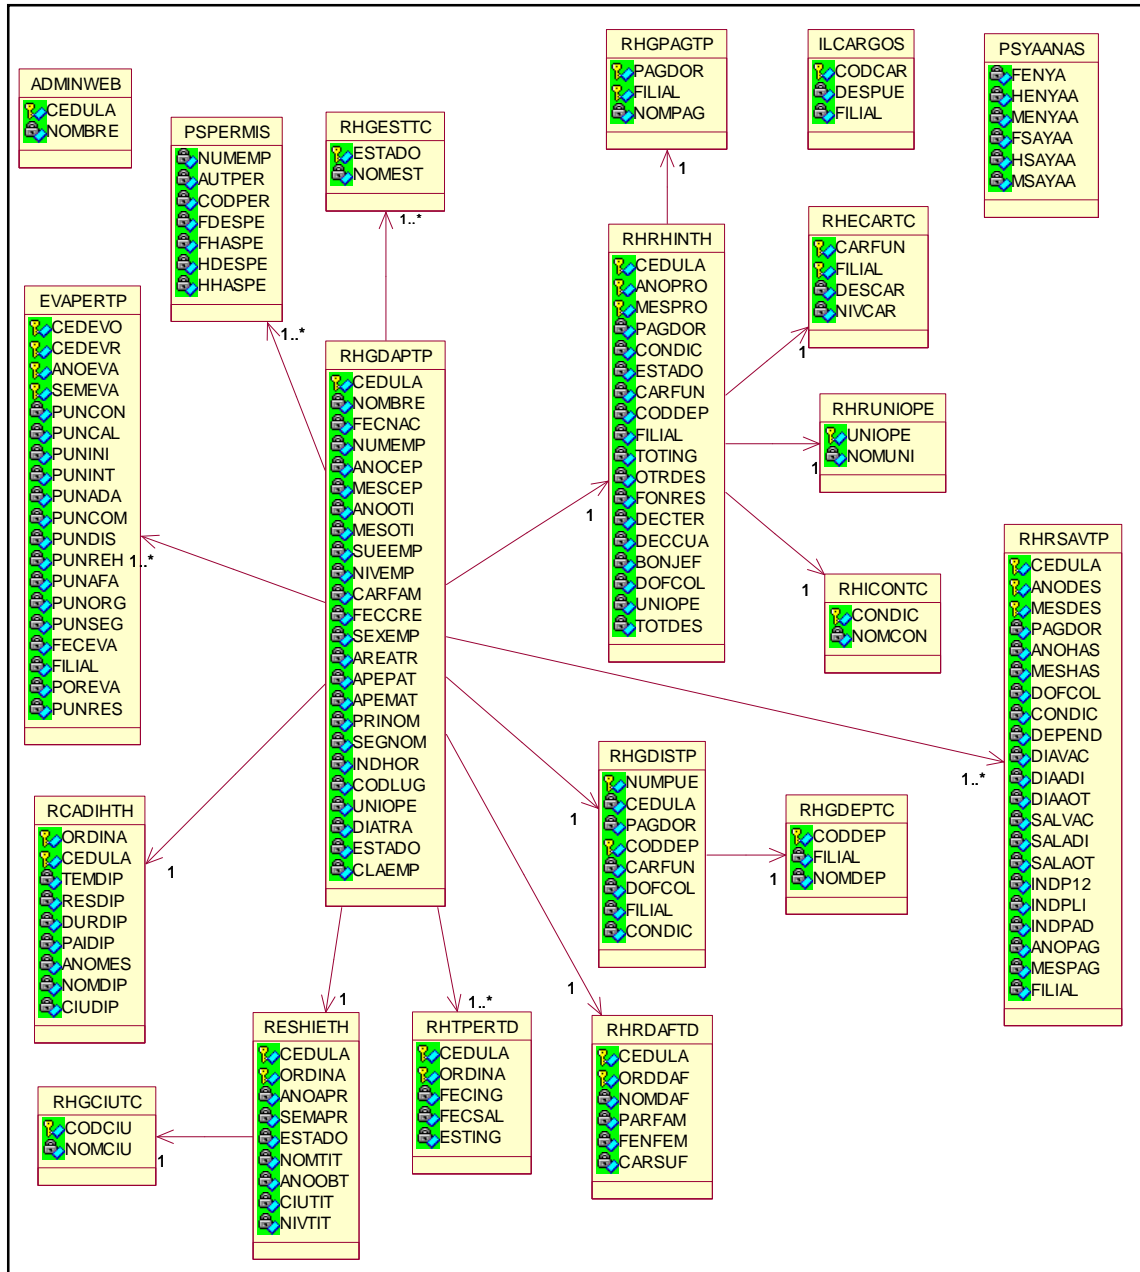 ADMINWEB
CEDULA
NOMBRE
PSPERMIS
NUMEMP
AUTPER
CODPER
FDESPE
FHASPE
HDESPE
HHASPE
1..*
RHGESTTC
ESTADO
NOMEST
1..*
RHGPAGTP
PAGDOR
FILIAL
NOMPAG
1
ILCARGOS
CODCAR
DESPUE
FILIAL
PSYAANAS
FENYA
HENYAA
MENYAA
FSAYAA
HSAYAA
MSAYAA
EVAPERTP
CEDEVO
CEDEVR
ANOEVA
SEMEVA
PUNCON
PUNCAL
PUNINI
PUNINT
PUNADA
PUNCOM
PUNDIS
PUNREH
PUNAFA
PUNORG
PUNSEG
FECEVA
FILIAL
POREVA
PUNRES
1..*
RHGDAPTP
CEDULA
NOMBRE
FECNAC
NUMEMP
ANOCEP
MESCEP
ANOOTI
MESOTI
SUEEMP
NIVEMP
CARFAM
FECCRE
SEXEMP
AREATR
APEPAT
APEMAT
PRINOM
SEGNOM
INDHOR
CODLUG
UNIOPE
DIATRA
ESTADO
CLAEMP
RHRHINTH
CEDULA
ANOPRO
MESPRO
PAGDOR
CONDIC
ESTADO
CARFUN
CODDEP
FILIAL
TOTING
OTRDES
FONRES
DECTER
DECCUA
BONJEF
DOFCOL
UNIOPE
TOTDES
1
RHECARTC
CARFUN
FILIAL
DESCAR
NIVCAR
1
RHRUNIOPE
UNIOPE
NOMUNI
1
RHICONTC
CONDIC
NOMCON
1
RHRSAVTP
CEDULA
ANODES
MESDES
PAGDOR
ANOHAS
MESHAS
DOFCOL
CONDIC
DEPEND
DIAVAC
DIAADI
DIAAOT
SALVAC
SALADI
SALAOT
INDP12
INDPLI
INDPAD
ANOPAG
MESPAG
FILIAL
1..*
RHGDISTP
NUMPUE
CEDULA
PAGDOR
CODDEP
CARFUN
DOFCOL
FILIAL
CONDIC
1
RHGDEPTC
CODDEP
FILIAL
NOMDEP
1
RCADIHTH
ORDINA
CEDULA
TEMDIP
RESDIP
DURDIP
PAIDIP
ANOMES
NOMDIP
CIUDIP
1
RESHIETH
CEDULA
ORDINA
ANOAPR
SEMAPR
ESTADO
NOMTIT
ANOOBT
CIUTIT
NIVTIT
1
RHTPERTD
CEDULA
ORDINA
FECING
FECSAL
ESTING
1..*
RHRDAFTD
CEDULA
ORDDAF
NOMDAF
PARFAM
FENFEM
CARSUF
1
RHGCIUTC
CODCIU
NOMCIU
1